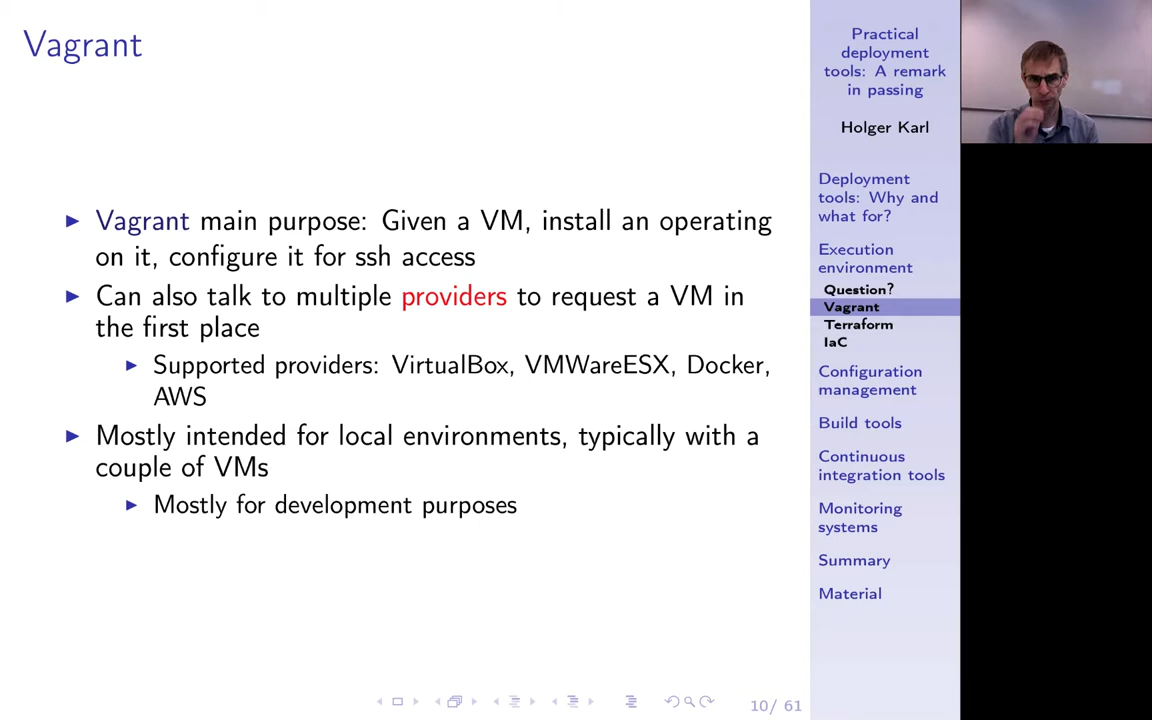 Vagrant
Vagrant main purpose: Given a VM, install an operating
on it, configure it for ssh access
Can also talk to multiple providers to request a VM in
the first place
Supported providers: VirtualBox, VMWareESX, Docker,
AWS
Mostly intended for local environments, typically with a
couple of VMs
Mostly for development purposes
Practical
deployment
tools: A remark
in passing
Holger Karl
Deployment
tools: Why and
what for?
Execution
environment
Question?
Vagrant
Terraform
IaC
Configuration
management
Build tools
Continuous
integration tools
Monitoring
systems
Summary
Material
10/ 61